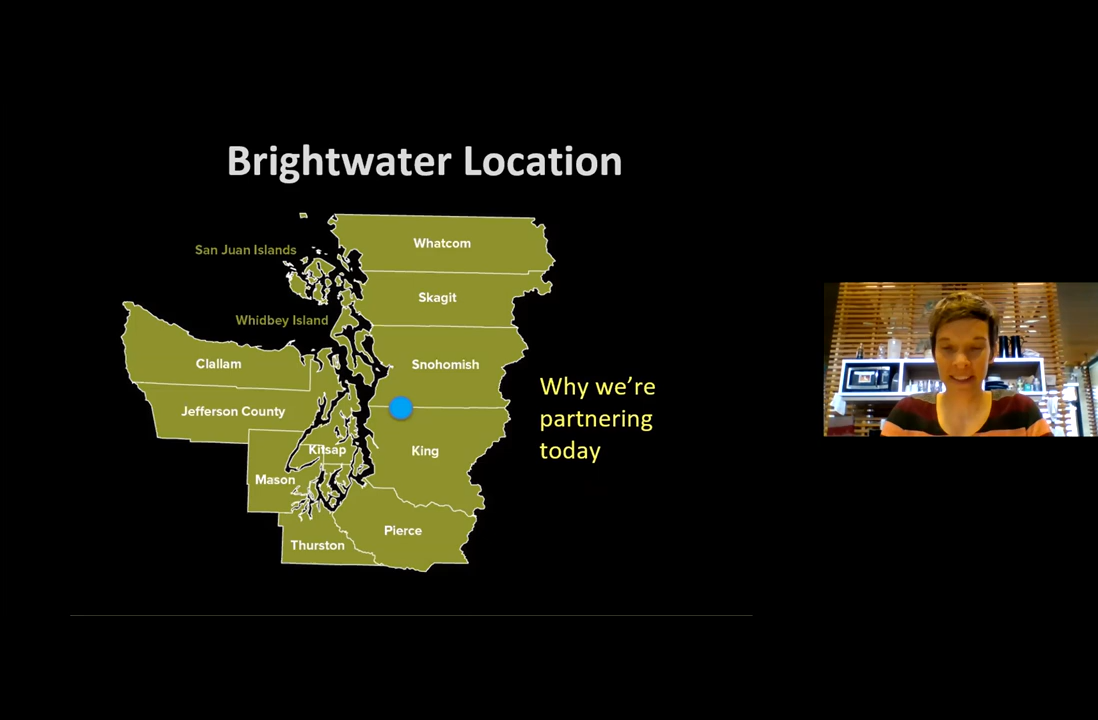 Brightwater Location
Whatcom
San Juan Islands
Skagit
Whidbey Island
Clallam
Snohomish
Why we're
partnering
today
Jefferson County
Kitsap
King
Mason
Pierce
Thurston